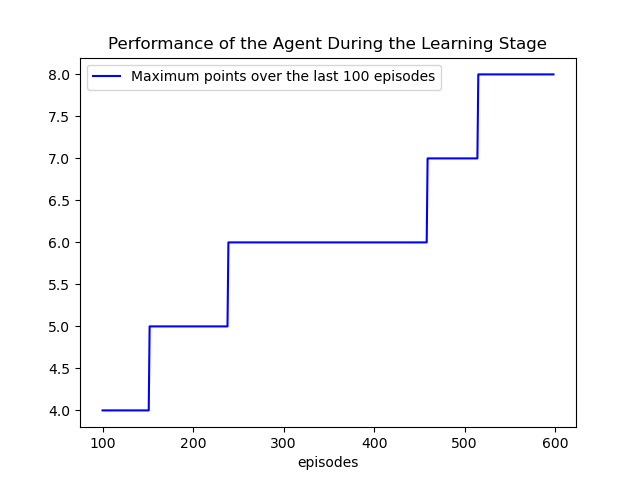 Performance of the Agent During the Learning Stage
Maximum points over the last 100 episodes
8.0
7.5
7.0
6.5
6.0
5.5
5.0
4.5
4.0
100 200 300 400 500 600
episodes